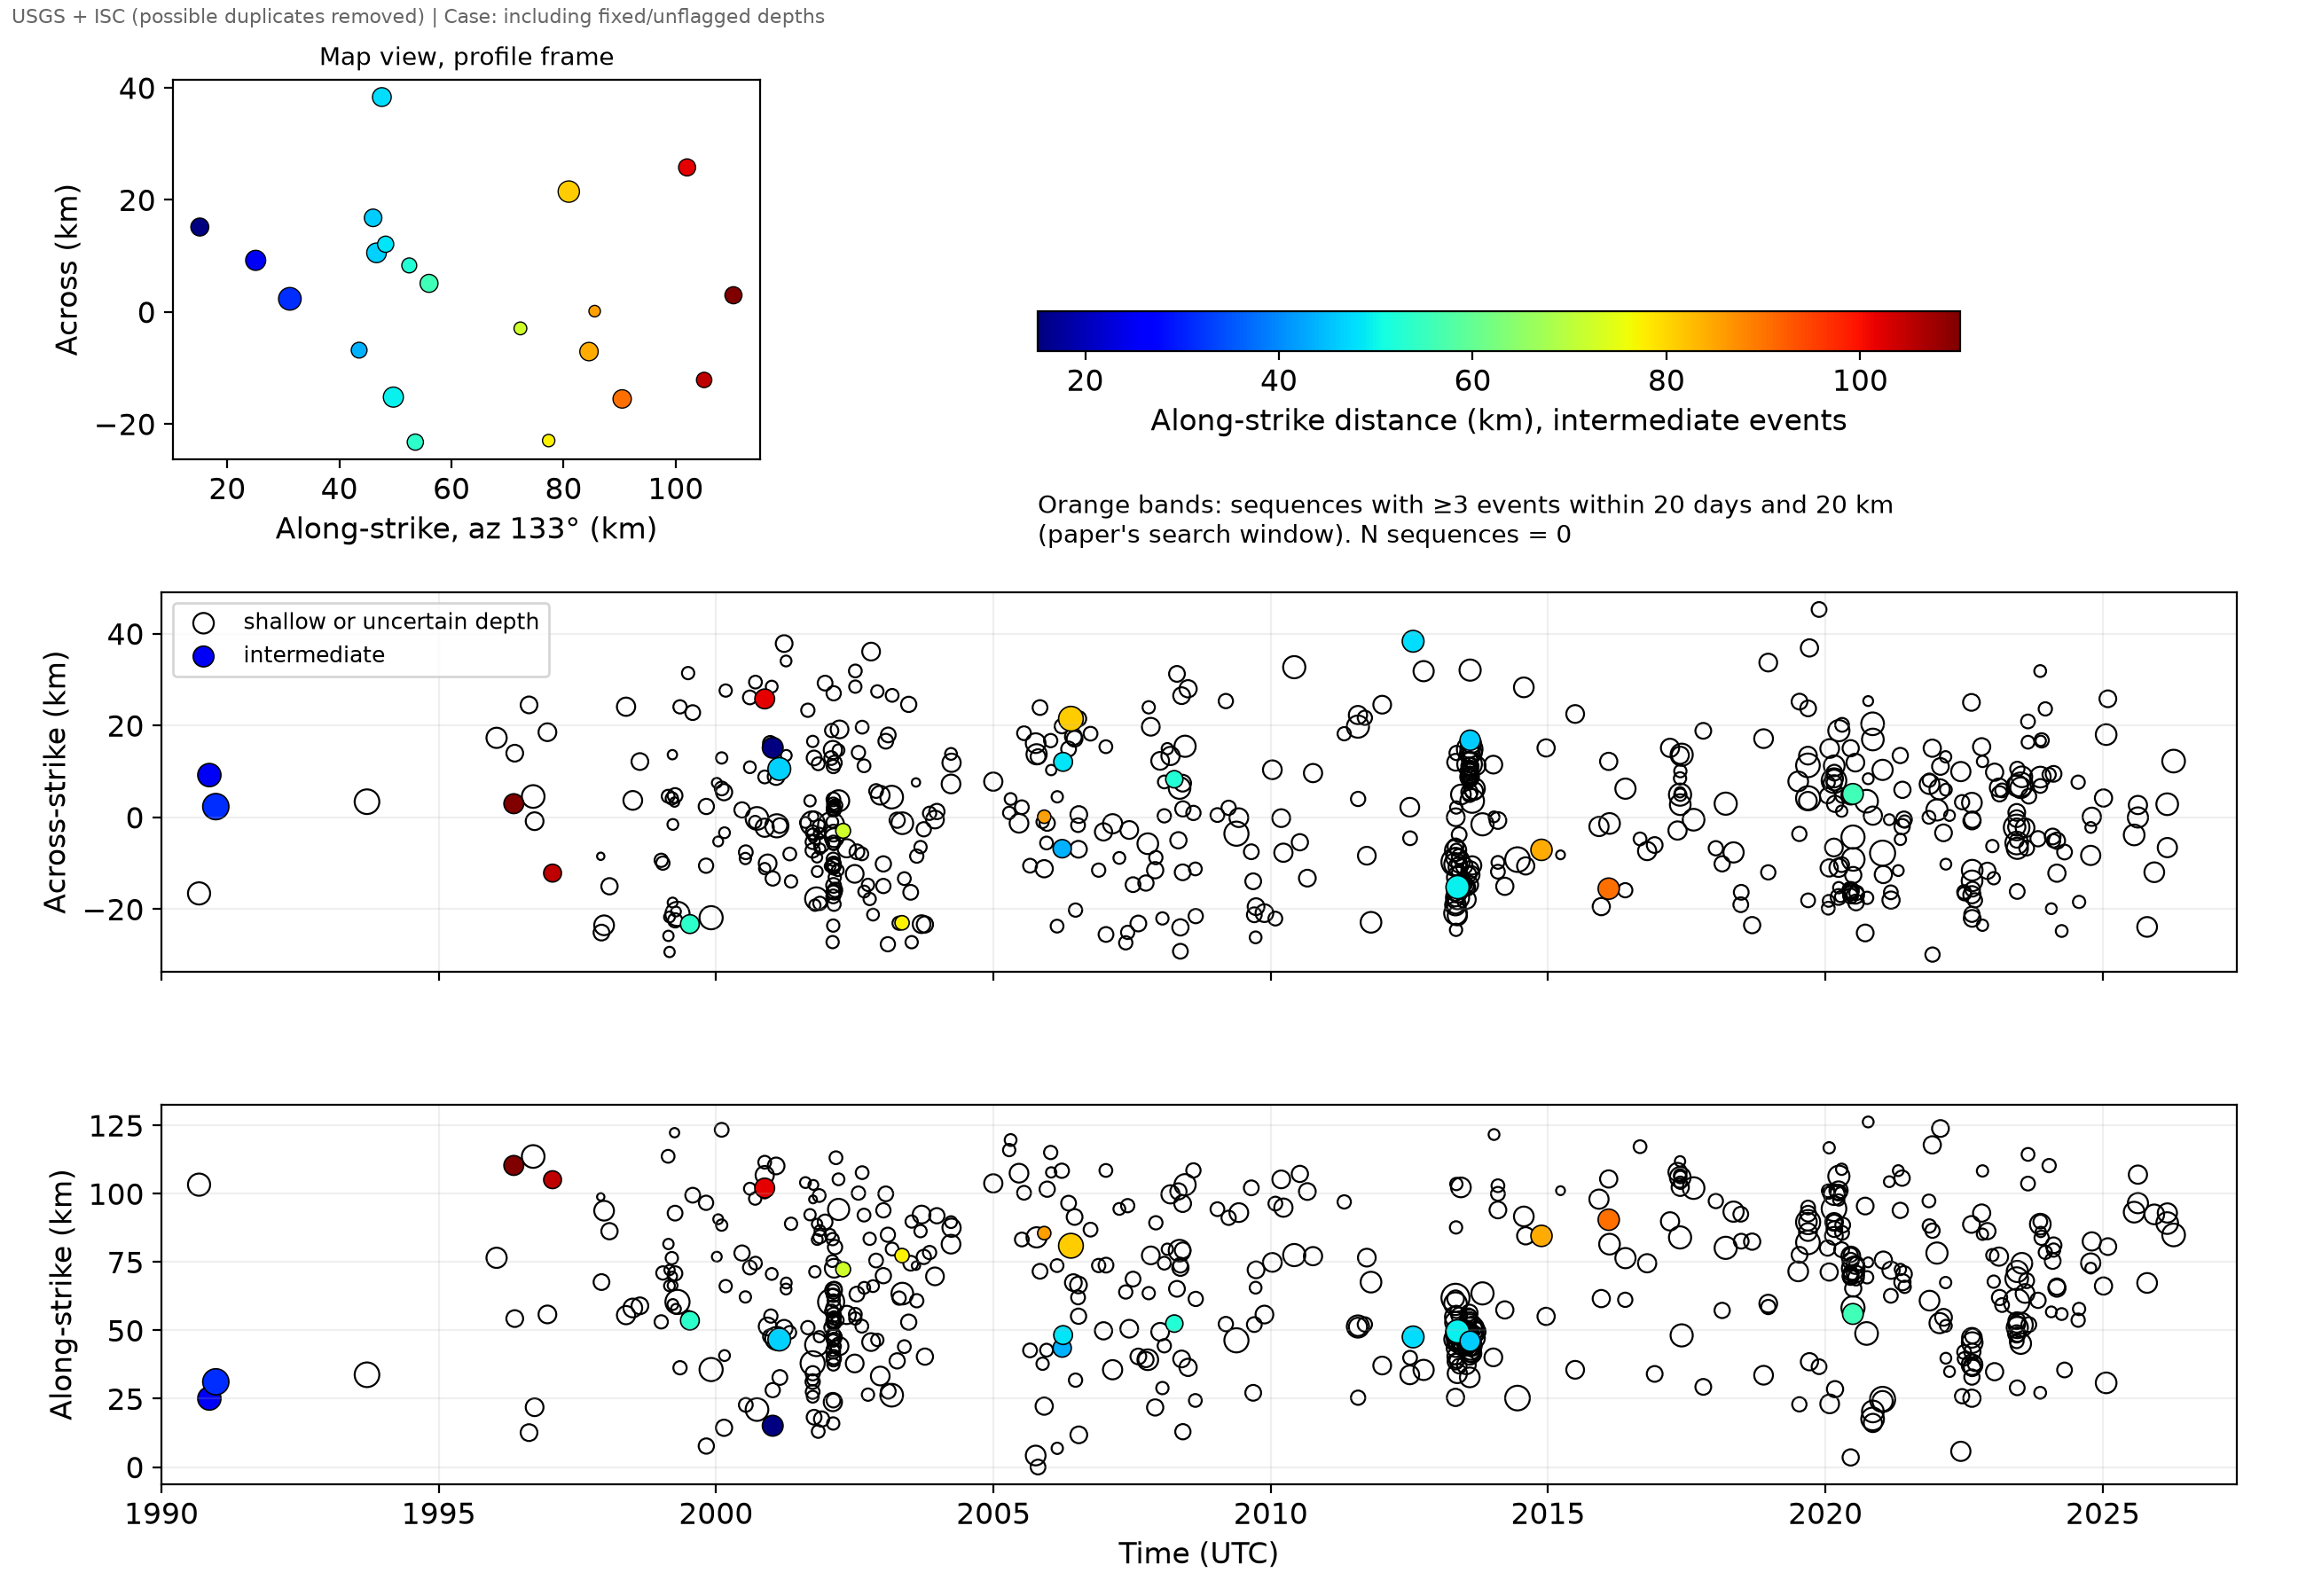 USGS + ISC (possible duplicates removed) | Case: including fixed/unflagged depths
Map view, profile frame
40
20
0
−20
Across (km)
20 40 60 80 100
Along-strike, az 133° (km)
20 40 60 80 100
Along-strike distance (km), intermediate events
Orange bands: sequences with ≥3 events within 20 days and 20 km
(paper's search window). N sequences = 0
shallow or uncertain depth
intermediate
40
20
0
−20
Across-strike (km)
125
100
75
50
25
0
Along-strike (km)
1990 1995 2000 2005 2010 2015 2020 2025
Time (UTC)